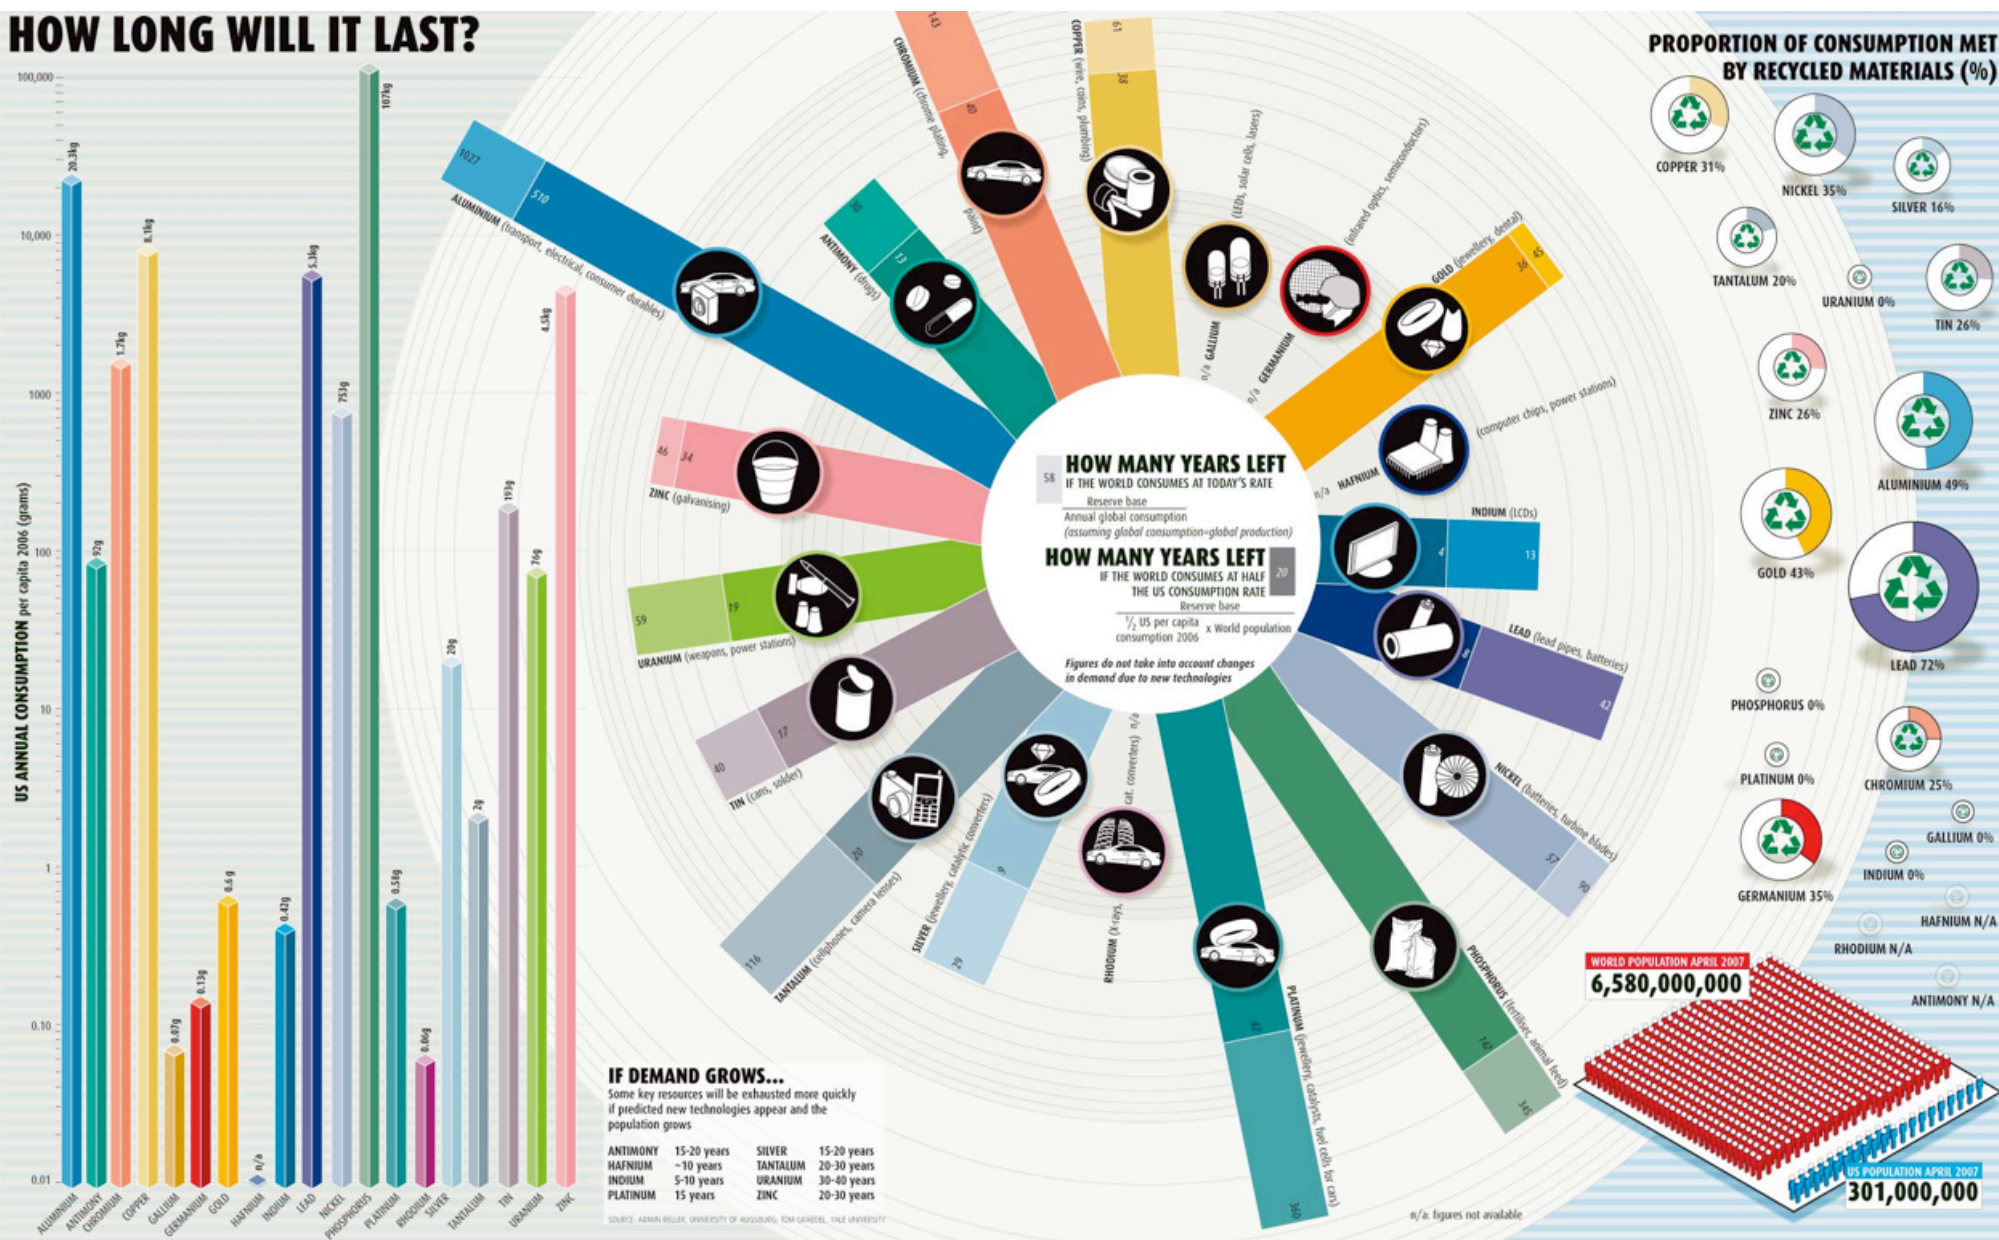 HOW LONG WILL IT LAST?
US ANNUAL CONSUMPTION per capita 2006 (grams)
100,000
10,000
1000
100
10
1
0.10
0.01
20.3kg
92g
1.7kg
8.1kg
0.07g
0.13g
0.6 g
n/a
0.42g
5.3kg
753g
107kg
0.58g
0.06g
20g
2g
193g
76g
4.5kg
ALUMINIUM
ANTIMONY
CHROMIUM
COPPER
GALLIUM
GERMANIUM
GOLD
HAFNIUM
INDIUM
LEAD
NICKEL
PHOSPHORUS
PLATINUM
RHODIUM
SILVER
TANTALUM
TIN
URANIUM
ZINC
1027
510
ALUMINIUM (transport, electrical, consumer durables)
30
13
ANTIMONY (drugs)
143
40
CHROMIUM (chrome plating,
paint)
61
38
COPPER (wire, coins, plumbing)
(LEDs, solar cells, lasers)
n/a GALLIUM
(infrared optics, semiconductors)
n/a GERMANIUM
GOLD (jewellery, dental)
36
45
(computer chips, power stations)
n/a HAFNIUM
INDIUM (LCDs)
4
13
LEAD (lead pipes, batteries)
8
42
NICKEL (batteries, turbine blades)
57
90
PHOSPHORUS (fertiliser, animal feed)
142
345
PLATINUM (jewellery, catalysts, fuel cells for cars)
42
360
RHODIUM (X-rays,
cat. converters) n/a
SILVER (jewellery, catalytic converters)
9
29
TANTALUM (cellphones, camera lenses)
20
116
TIN (cans, solder)
17
40
URANIUM (weapons, power stations)
19
59
ZINC (galvanising)
34
46
58
HOW MANY YEARS LEFT
IF THE WORLD CONSUMES AT TODAY'S RATE
Reserve base
Annual global consumption
(assuming global consumption=global production)
HOW MANY YEARS LEFT
IF THE WORLD CONSUMES AT HALF
THE US CONSUMPTION RATE
20
Reserve base
1/2 US per capita
consumption 2006
x World population
Figures do not take into account changes
in demand due to new technologies
IF DEMAND GROWS...
Some key resources will be exhausted more quickly
if predicted new technologies appear and the
population grows
ANTIMONY 15-20 years SILVER 15-20 years
HAFNIUM ~10 years TANTALUM 20-30 years
INDIUM 5-10 years URANIUM 30-40 years
PLATINUM 15 years ZINC 20-30 years
SOURCE: ARMIN RELLER, UNIVERSITY OF AUGSBURG; TOM GRAEDEL, YALE UNIVERSITY
n/a: figures not available
PROPORTION OF CONSUMPTION MET
BY RECYCLED MATERIALS (%)
COPPER 31%
NICKEL 35%
SILVER 16%
TANTALUM 20%
URANIUM 0%
TIN 26%
ZINC 26%
ALUMINIUM 49%
GOLD 43%
LEAD 72%
PHOSPHORUS 0%
PLATINUM 0%
CHROMIUM 25%
GALLIUM 0%
INDIUM 0%
GERMANIUM 35%
HAFNIUM N/A
RHODIUM N/A
ANTIMONY N/A
WORLD POPULATION APRIL 2007
6,580,000,000
US POPULATION APRIL 2007
301,000,000